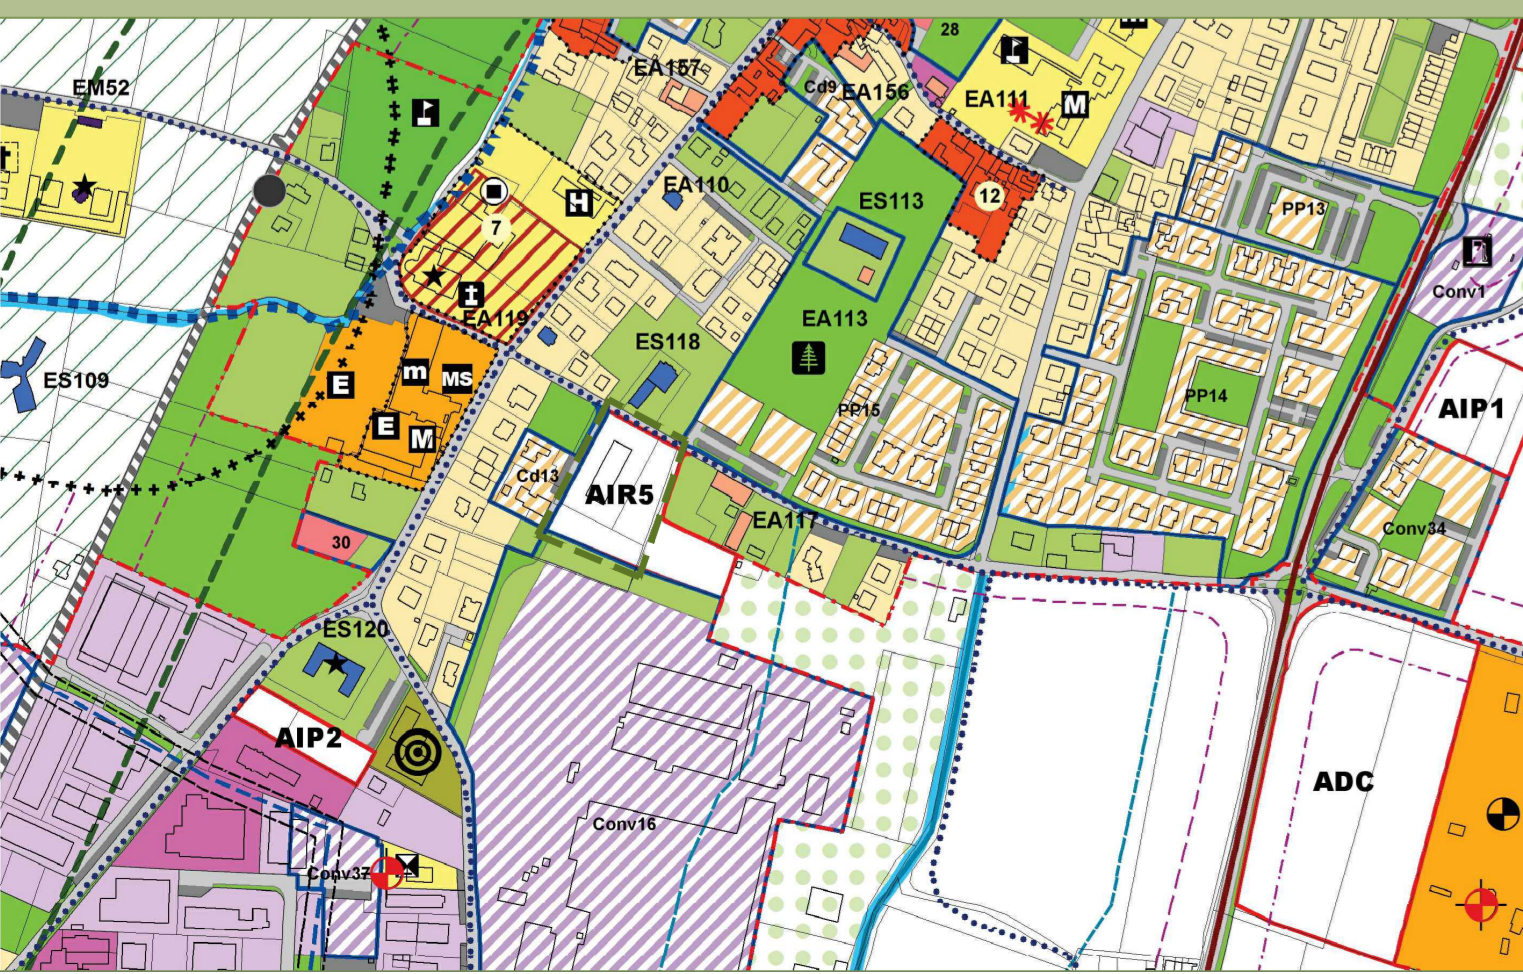 28
EA157
EM52
Cd9
EA156
EA111
M
EA110
ES113
12
H
7
PP13
Conv1
EA119
EA113
ES118
ES109
E
m
MS
PP15
PP14
AIP1
E
M
Cd13
AIR5
EA117
Conv34
30
ES120
AIP2
ADC
Conv16
Conv37